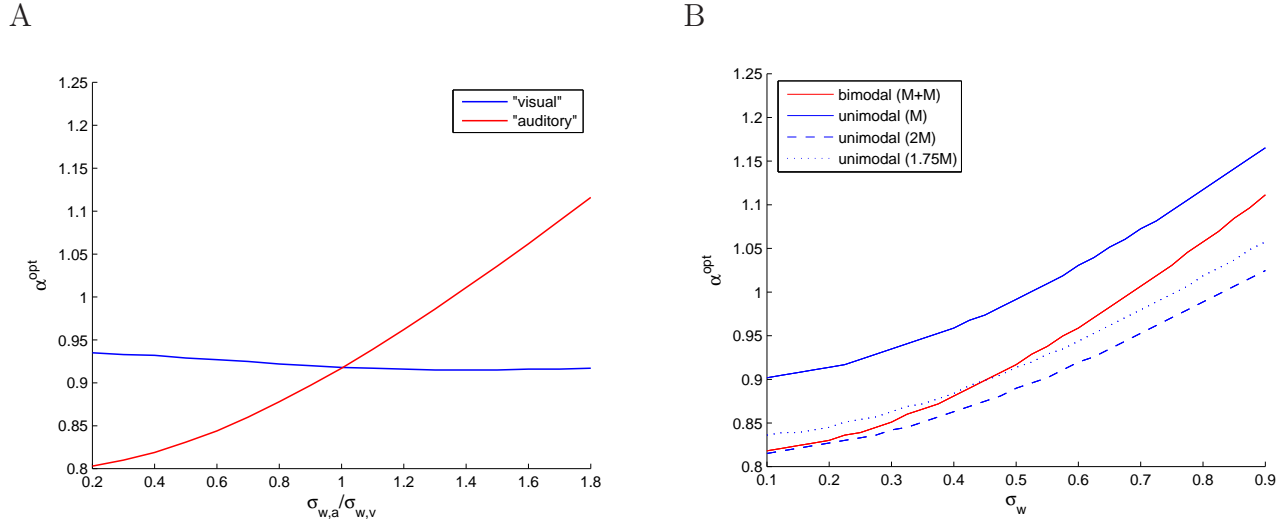 A
1.25
1.2
1.15
1.1
1.05
1
0.95
0.9
0.85
0.8
0.2 0.4 0.6 0.8 1 1.2 1.4 1.6 1.8
α^opt
σ_w,a/σ_w,v
"visual"
"auditory"
B
1.25
1.2
1.15
1.1
1.05
1
0.95
0.9
0.85
0.8
0.1 0.2 0.3 0.4 0.5 0.6 0.7 0.8 0.9
α^opt
σ_w
bimodal (M+M)
unimodal (M)
unimodal (2M)
unimodal (1.75M)